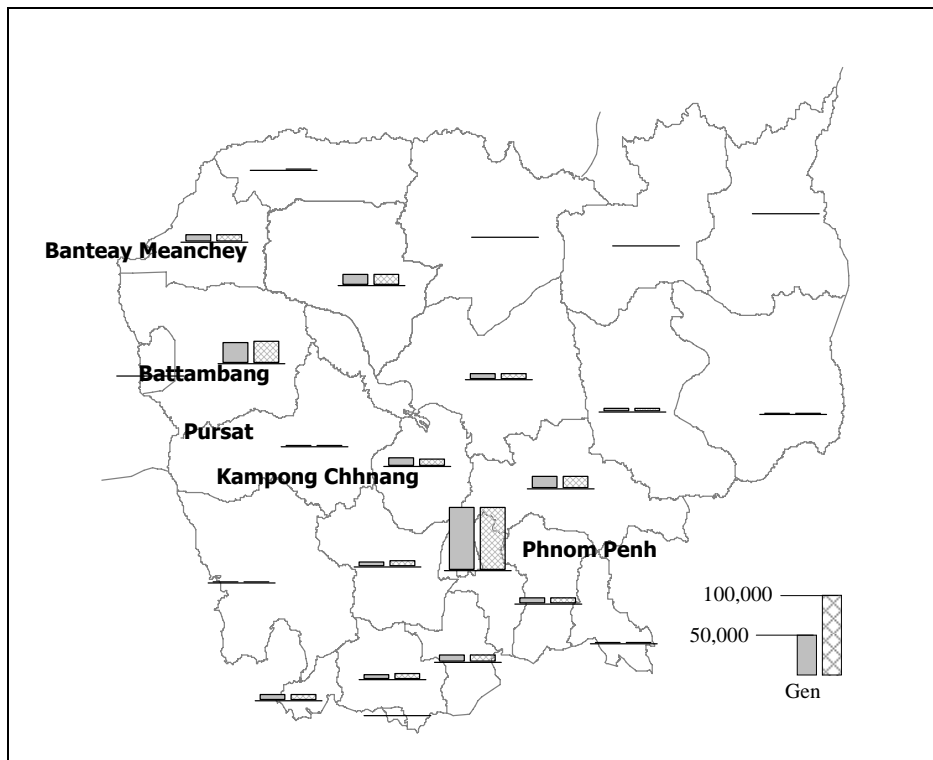 Banteay Meanchey
Battambang
Pursat
Kampong Chhnang
Phnom Penh
100,000
50,000
Gen